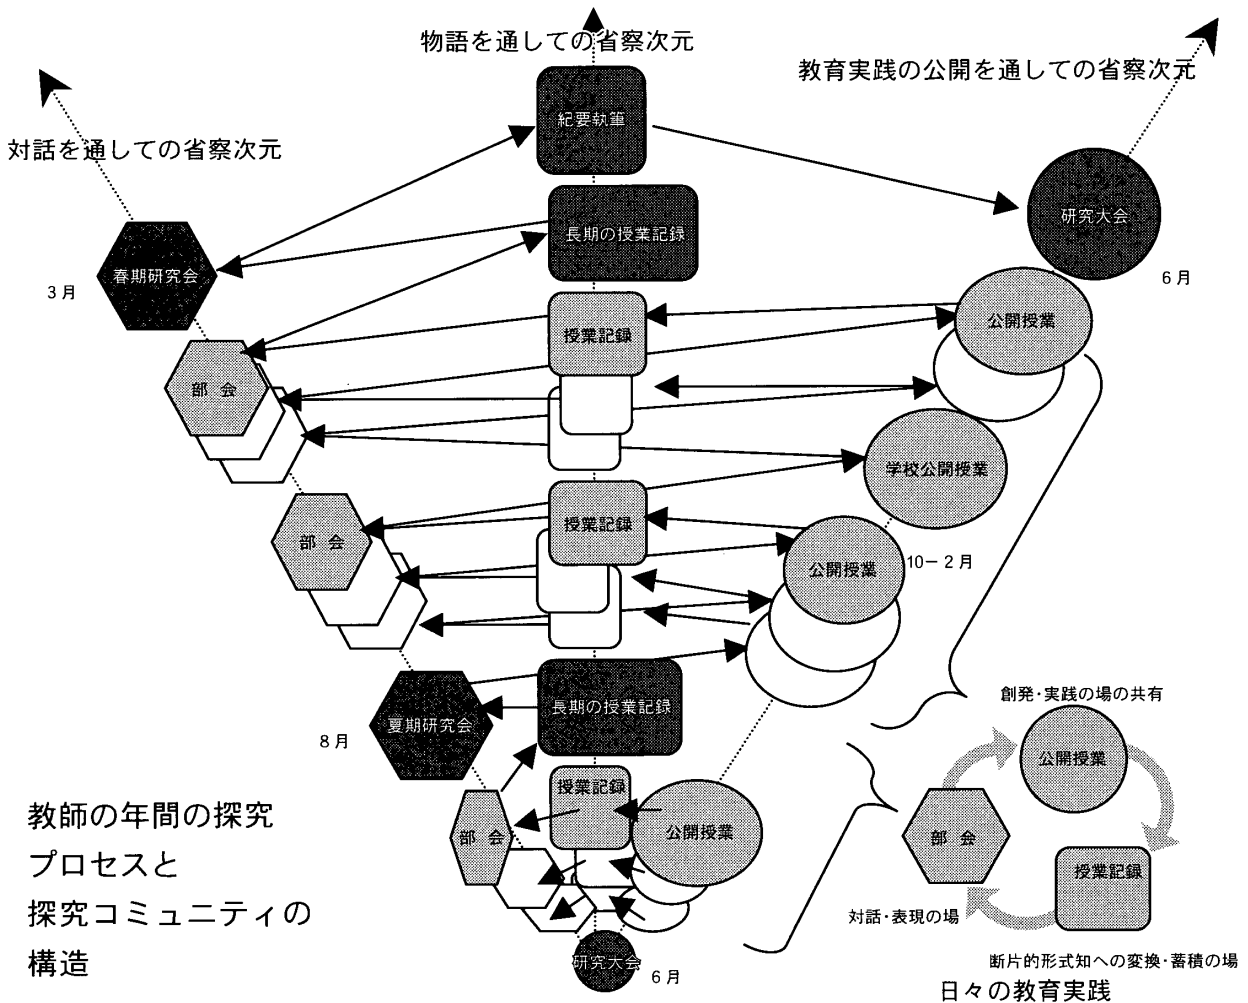 物語を通しての省察次元
教育実践の公開を通しての省察次元
対話を通しての省察次元
紀要執筆
研究大会
6月
長期の授業記録
春期研究会
3月
授業記録
公開授業
部 会
学校公開授業
授業記録
部 会
公開授業
10－2月
長期の授業記録
夏期研究会
8月
授業記録
公開授業
部 会
研究大会
6月
創発・実践の場の共有
公開授業
部 会
授業記録
対話・表現の場
断片的形式知への変換・蓄積の場
日々の教育実践
教師の年間の探究
プロセスと
探究コミュニティの
構造